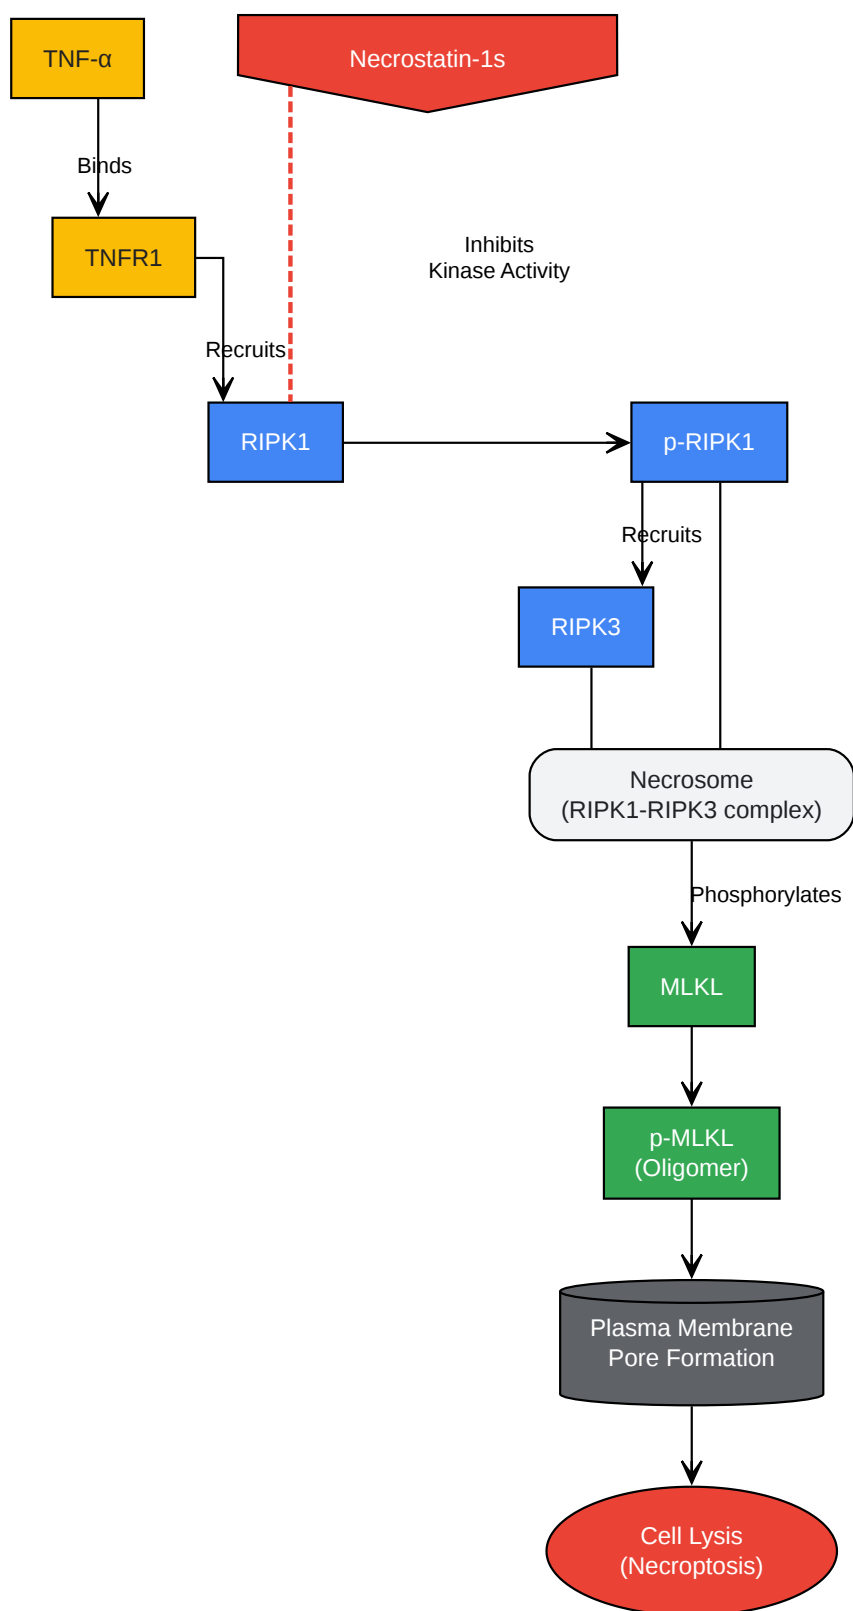 TNF-α
Necrostatin-1s
Binds
TNFR1
Inhibits
Kinase Activity
Recruits
RIPK1
p-RIPK1
Recruits
RIPK3
Necrosome
(RIPK1-RIPK3 complex)
Phosphorylates
MLKL
p-MLKL
(Oligomer)
Plasma Membrane
Pore Formation
Cell Lysis
(Necroptosis)